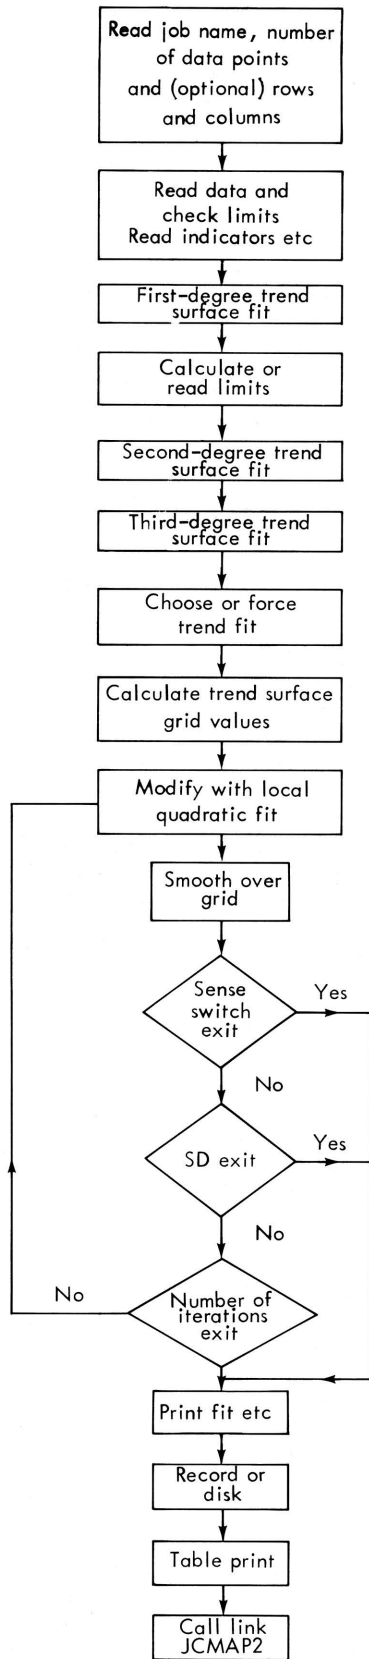 Read job name, number
of data points
and (optional) rows
and columns
Read data and
check limits
Read indicators etc
First-degree trend
surface fit
Calculate or
read limits
Second-degree trend
surface fit
Third-degree trend
surface fit
Choose or force
trend fit
Calculate trend surface
grid values
Modify with local
quadratic fit
Smooth over
grid
Sense
switch
exit
Yes
No
SD exit
Yes
No
Number of
iterations
exit
No
Print fit etc
Record or
disk
Table print
Call link
JCMAP2